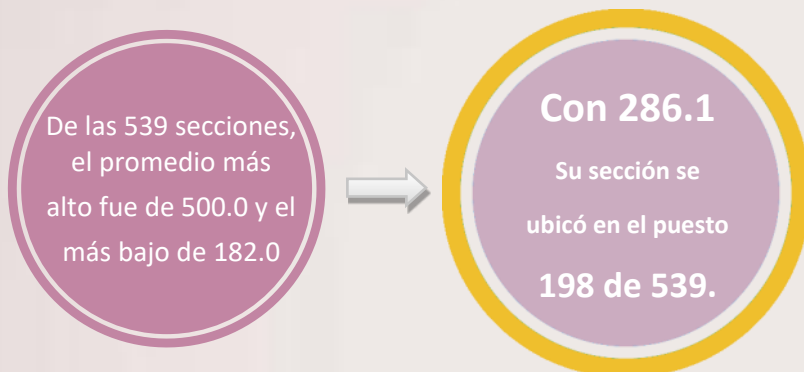 De las 539 secciones,
el promedio más
alto fue de 500.0 y el
más bajo de 182.0
Con 286.1
Su sección se
ubicó en el puesto
198 de 539.